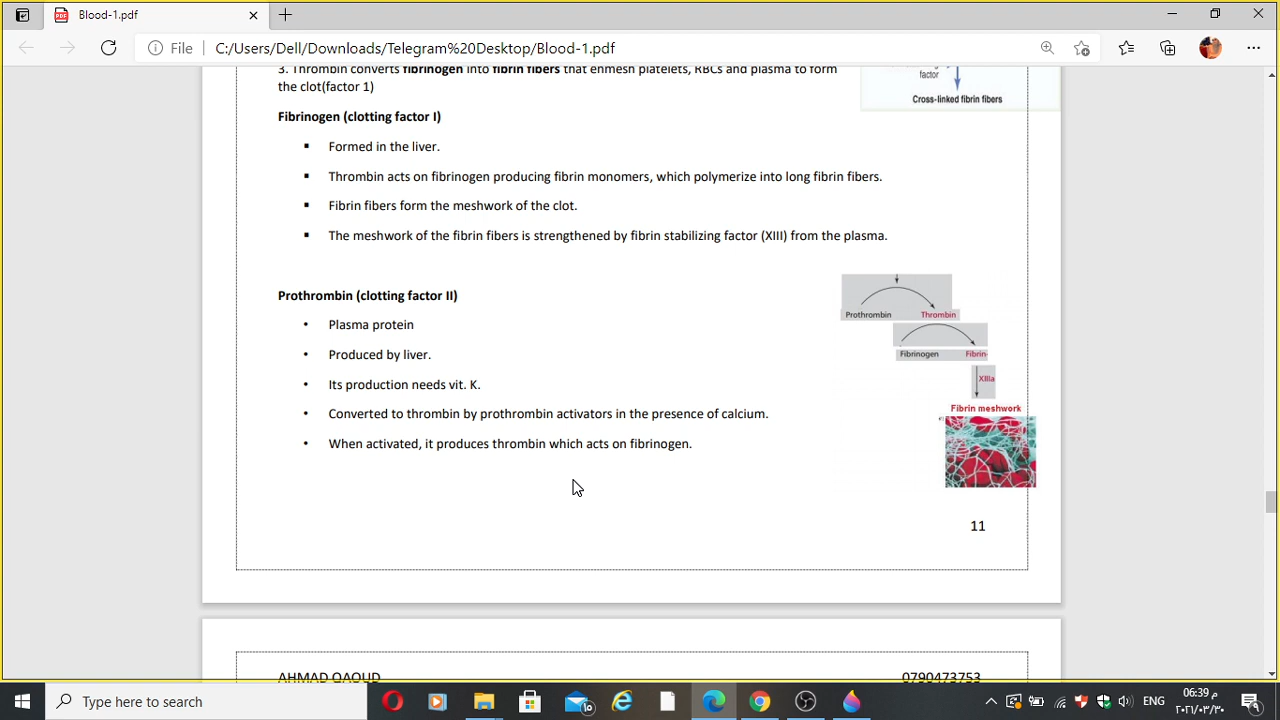 Blood-1.pdf
File
C:/Users/Dell/Downloads/Telegram%20Desktop/Blood-1.pdf
3. Thrombin converts fibrinogen into fibrin fibers that enmesh platelets, RBCs and plasma to form
the clot(factor 1)
factor
Cross-linked fibrin fibers
Fibrinogen (clotting factor I)
▪ Formed in the liver.
▪ Thrombin acts on fibrinogen producing fibrin monomers, which polymerize into long fibrin fibers.
▪ Fibrin fibers form the meshwork of the clot.
▪ The meshwork of the fibrin fibers is strengthened by fibrin stabilizing factor (XIII) from the plasma.
Prothrombin (clotting factor II)
• Plasma protein
• Produced by liver.
• Its production needs vit. K.
• Converted to thrombin by prothrombin activators in the presence of calcium.
• When activated, it produces thrombin which acts on fibrinogen.
Prothrombin Thrombin
Fibrinogen Fibrin
XIIIa
Fibrin meshwork
11
AHMAD QAOUD 0790473753
Type here to search
ENG
06:39 م
٢٠٢١/٠٣/٣٠